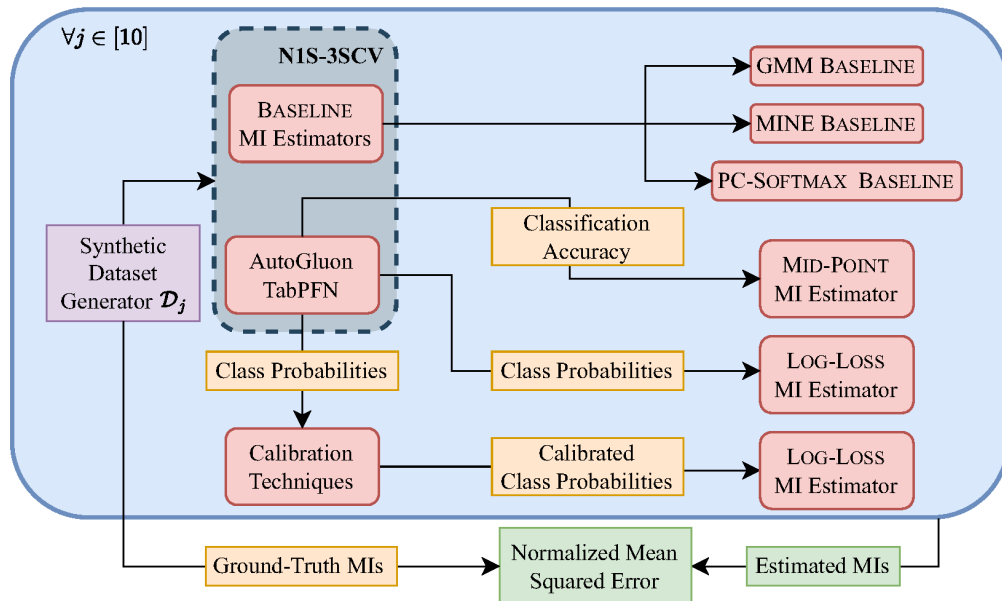 ∀j ∈ [10]
N1S-3SCV
BASELINE
MI Estimators
GMM BASELINE
MINE BASELINE
PC-SOFTMAX BASELINE
Synthetic
Dataset
Generator 𝒟ⱼ
AutoGluon
TabPFN
Classification
Accuracy
MID-POINT
MI Estimator
Class Probabilities
Class Probabilities
LOG-LOSS
MI Estimator
Calibration
Techniques
Calibrated
Class Probabilities
LOG-LOSS
MI Estimator
Ground-Truth MIs
Normalized Mean
Squared Error
Estimated MIs